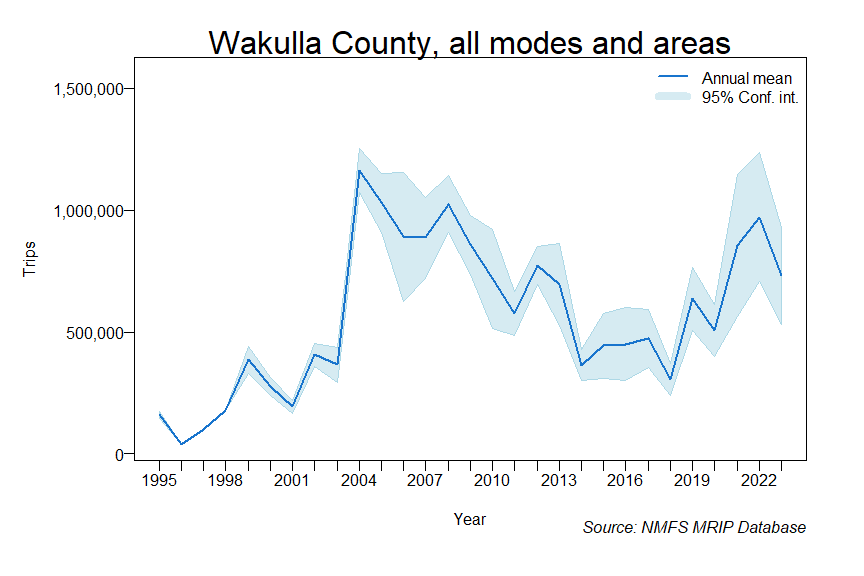 Wakulla County, all modes and areas
Annual mean
95% Conf. int.
1,500,000
1,000,000
500,000
0
Trips
1995 1998 2001 2004 2007 2010 2013 2016 2019 2022
Year
Source: NMFS MRIP Database